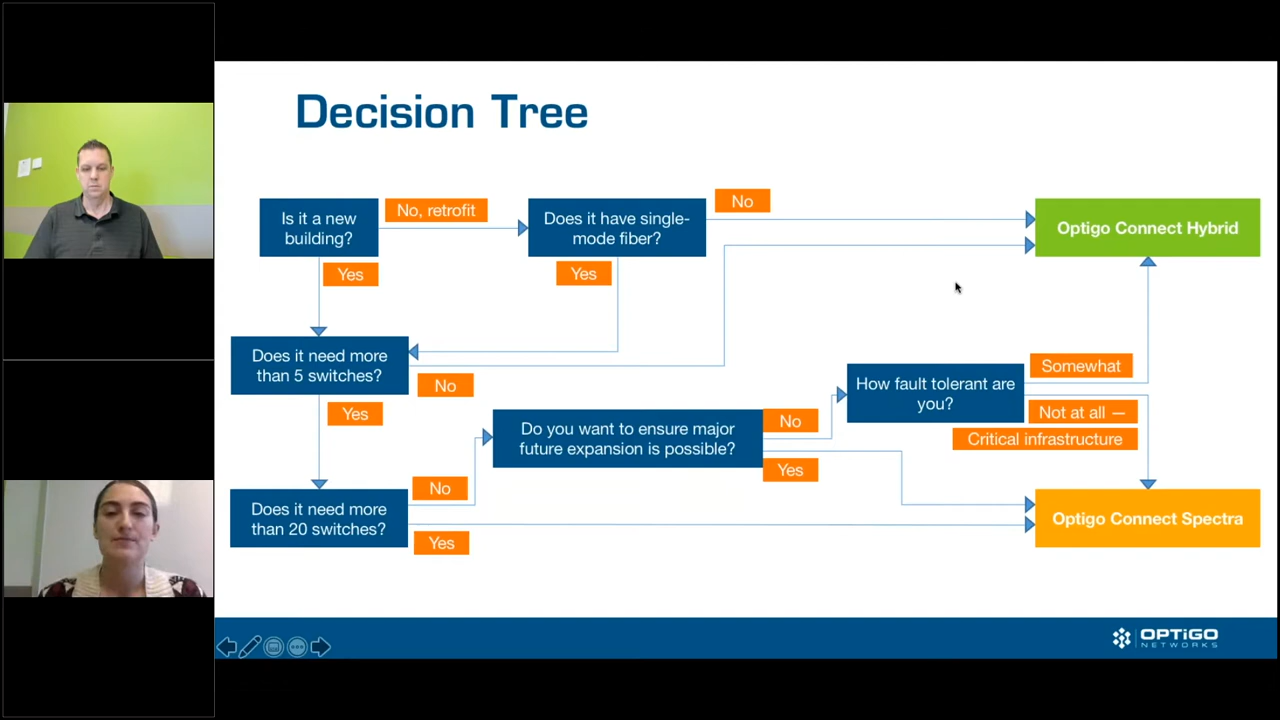 Decision Tree
Is it a new
building?
No, retrofit
Does it have single-
mode fiber?
No
Optigo Connect Hybrid
Yes
Yes
Does it need more
than 5 switches?
No
Yes
How fault tolerant are
you?
Somewhat
Not at all —
Critical infrastructure
Do you want to ensure major
future expansion is possible?
No
Yes
Does it need more
than 20 switches?
No
Yes
Optigo Connect Spectra
OPTiGO
NETWORKS